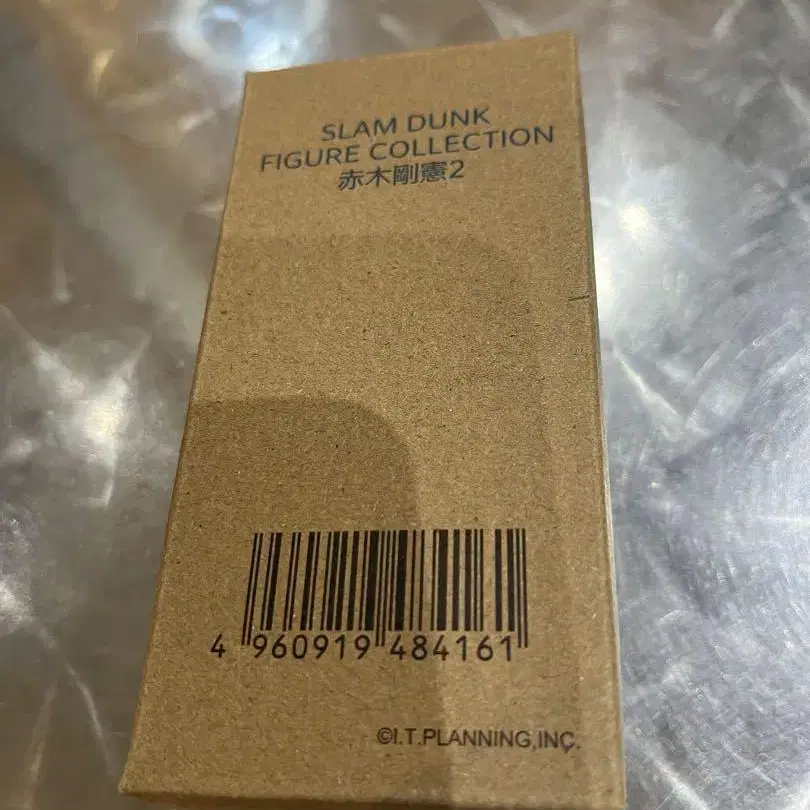 SLAM DUNK
FIGURE COLLECTION
赤木剛憲2
4 960919 484161
©I.T.PLANNING,INC.